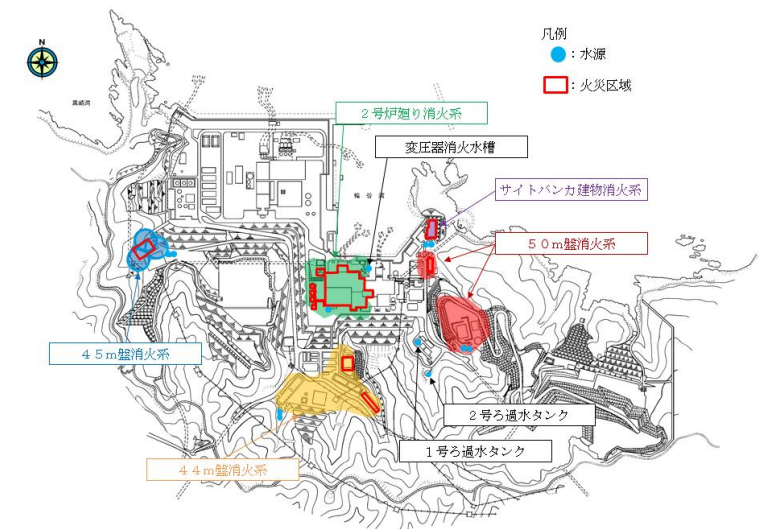 凡例
：水源
：火災区域
N
黒崎湾
２号炉廻り消火系
変圧器消火水槽
輪谷湾
サイトバンカ建物消火系
５０ｍ盤消火系
４５ｍ盤消火系
２号ろ過水タンク
１号ろ過水タンク
４４ｍ盤消火系